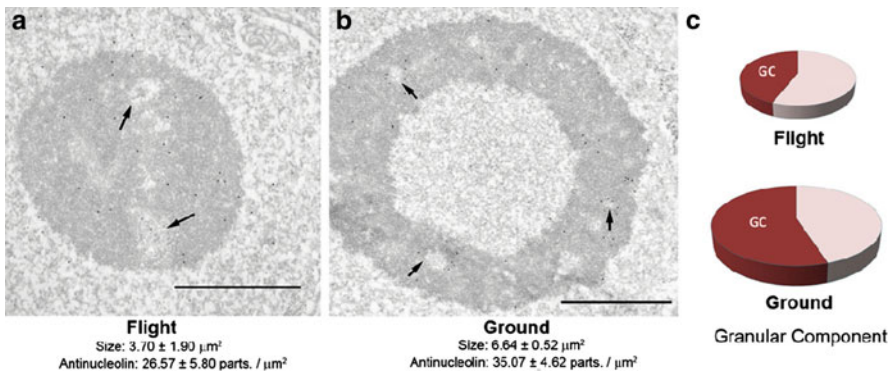 a
Flight
Size: 3.70 ± 1.90 µm²
Antinucleolin: 26.57 ± 5.80 parts. / µm²
b
Ground
Size: 6.64 ± 0.52 µm²
Antinucleolin: 35.07 ± 4.62 parts. / µm²
c
GC
Flight
GC
Ground
Granular Component